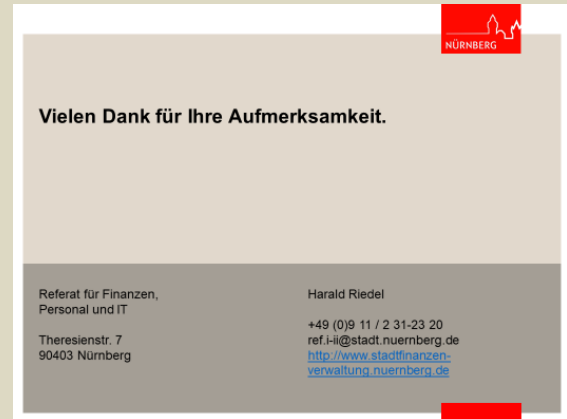 NÜRNBERG
Vielen Dank für Ihre Aufmerksamkeit.
Referat für Finanzen,
Personal und IT
Theresienstr. 7
90403 Nürnberg
Harald Riedel
+49 (0)9 11 / 2 31-23 20
ref.i-ii@stadt.nuernberg.de
http://www.stadtfinanzen-
verwaltung.nuernberg.de